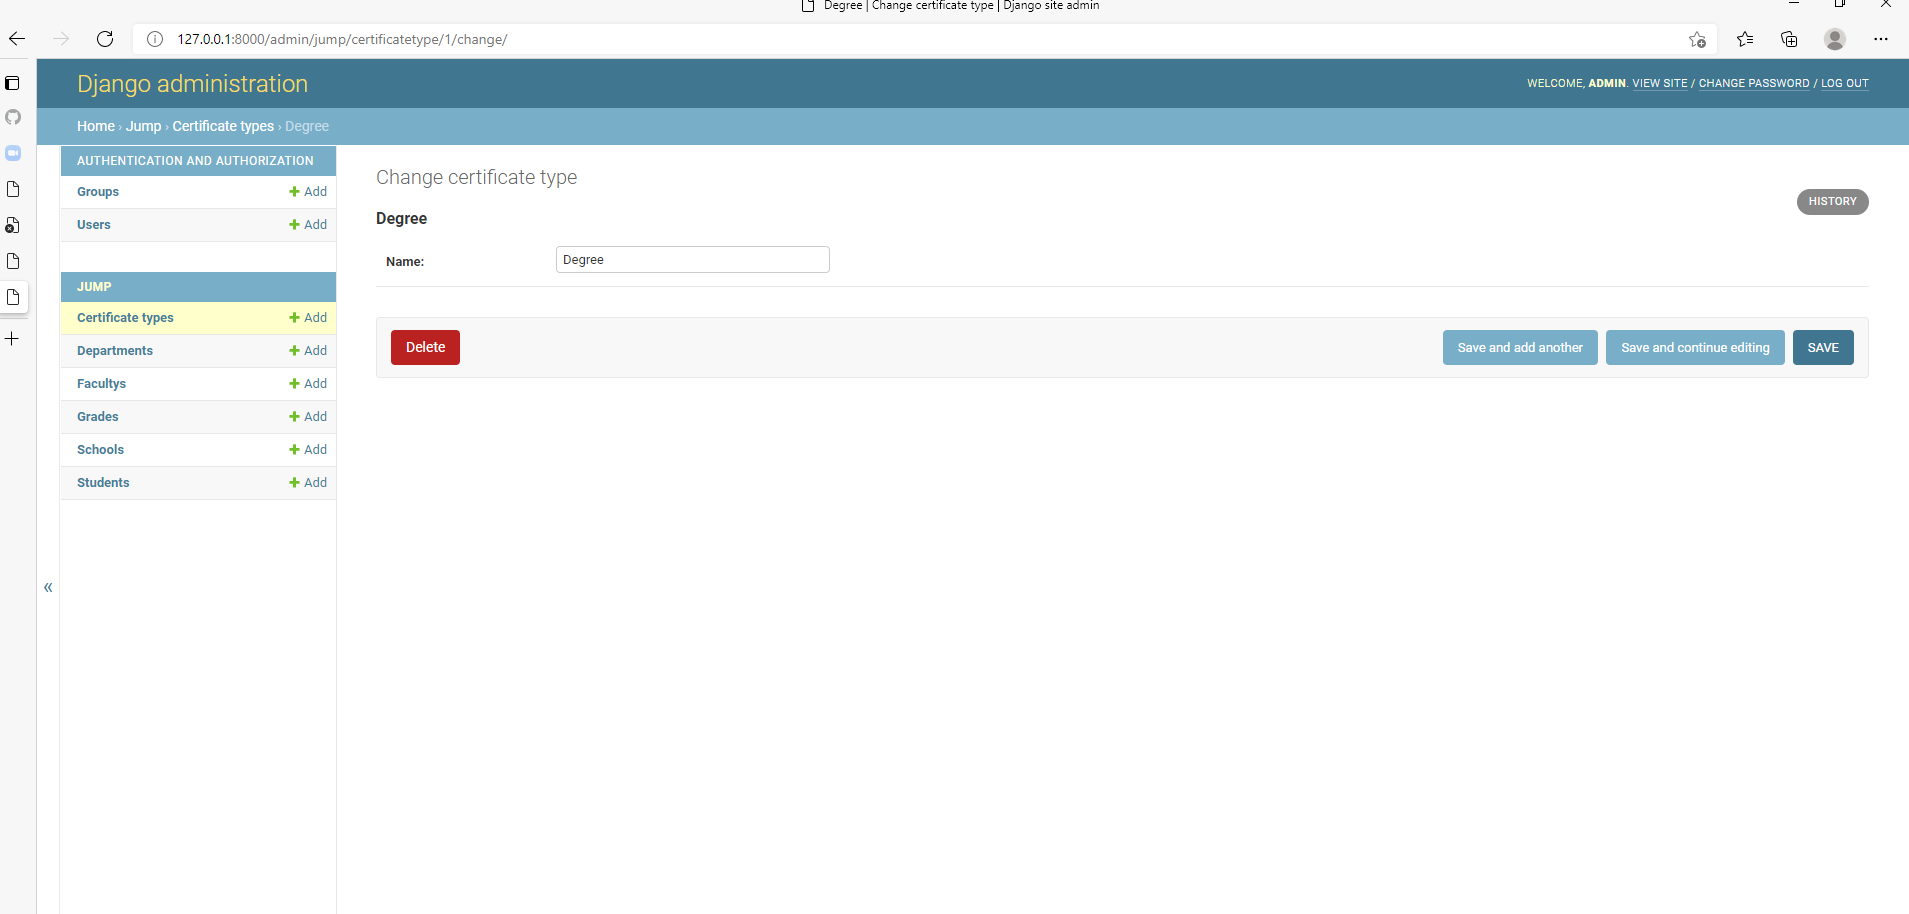 Degree | Change certificate type | Django site admin
127.0.0.1:8000/admin/jump/certificatetype/1/change/
Django administration
WELCOME, ADMIN. VIEW SITE / CHANGE PASSWORD / LOG OUT
Home › Jump › Certificate types › Degree
AUTHENTICATION AND AUTHORIZATION
Groups + Add
Users + Add
JUMP
Certificate types + Add
Departments + Add
Facultys + Add
Grades + Add
Schools + Add
Students + Add
«
Change certificate type
HISTORY
Degree
Name: Degree
Delete Save and add another Save and continue editing SAVE